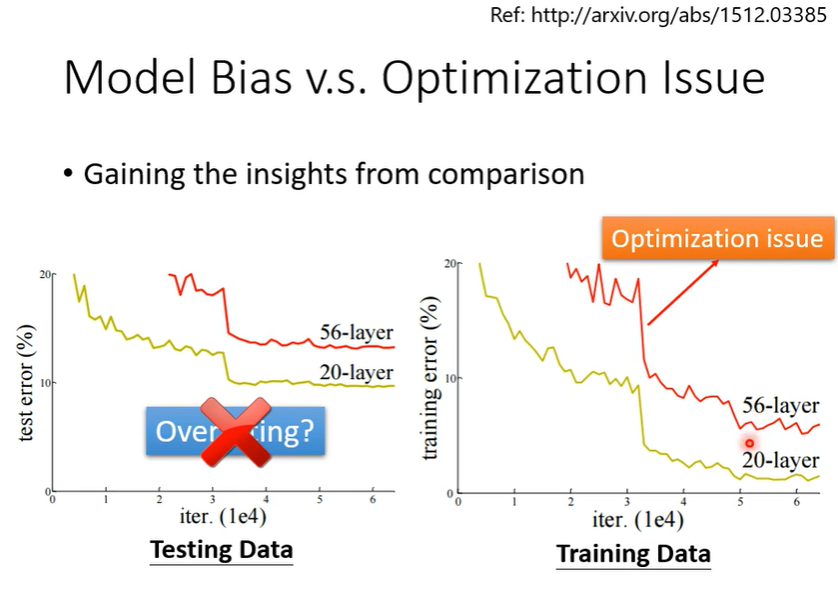 Ref: http://arxiv.org/abs/1512.03385
Model Bias v.s. Optimization Issue
• Gaining the insights from comparison
Optimization issue
20
10
0
test error (%)
56-layer
20-layer
0 1 2 3 4 5 6
iter. (1e4)
Testing Data
20
10
0
training error (%)
56-layer
20-layer
0 1 2 3 4 5 6
iter. (1e4)
Training Data